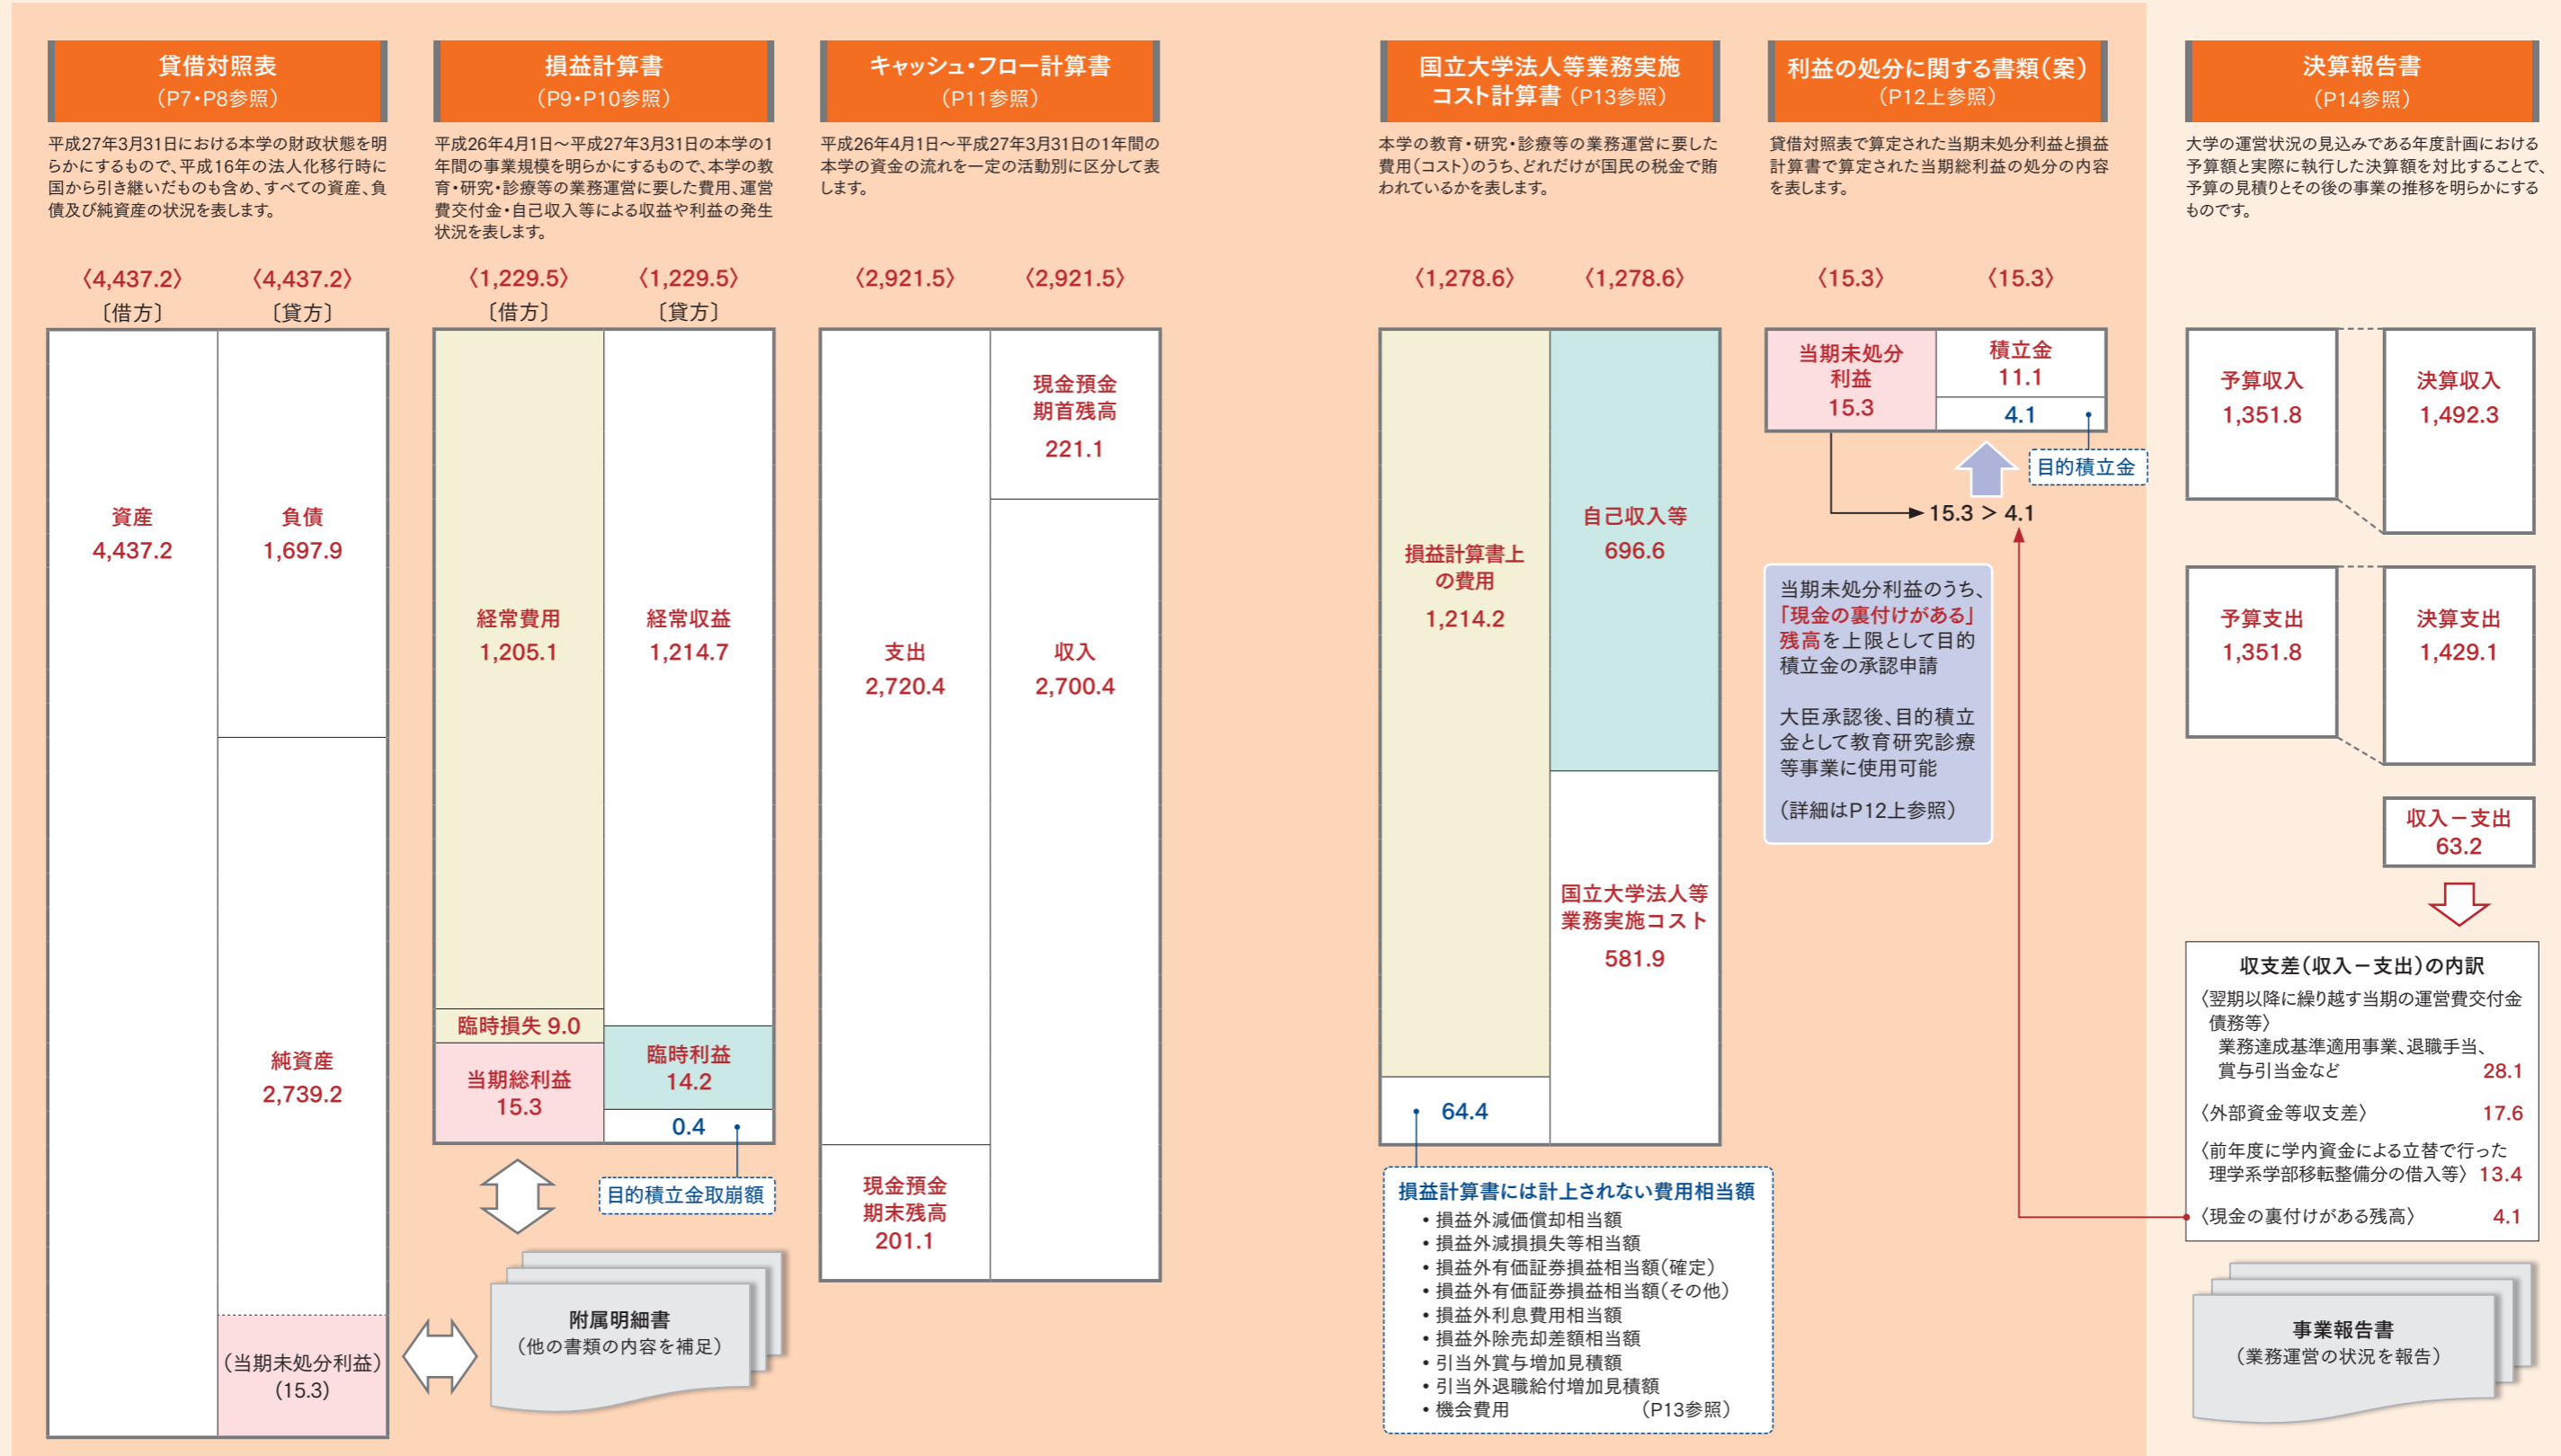 貸借対照表
（P7・P8参照）
平成27年3月31日における本学の財政状態を明
らかにするもので、平成16年の法人化移行時に
国から引き継いだものも含め、すべての資産、負
債及び純資産の状況を表します。
〈4,437.2〉 〈4,437.2〉
〔借方〕 〔貸方〕
資産
4,437.2
負債
1,697.9
純資産
2,739.2
（当期未処分利益）
(15.3)
損益計算書
（P9・P10参照）
平成26年4月1日～平成27年3月31日の本学の1
年間の事業規模を明らかにするもので、本学の教
育・研究・診療等の業務運営に要した費用、運営
費交付金・自己収入等による収益や利益の発生
状況を表します。
〈1,229.5〉 〈1,229.5〉
〔借方〕 〔貸方〕
経常費用
1,205.1
臨時損失 9.0
当期総利益
15.3
経常収益
1,214.7
臨時利益
14.2
0.4
目的積立金取崩額
附属明細書
（他の書類の内容を補足）
キャッシュ・フロー計算書
（P11参照）
平成26年4月1日～平成27年3月31日の1年間の
本学の資金の流れを一定の活動別に区分して表
します。
〈2,921.5〉 〈2,921.5〉
支出
2,720.4
現金預金
期末残高
201.1
現金預金
期首残高
221.1
収入
2,700.4
国立大学法人等業務実施
コスト計算書（P13参照）
本学の教育・研究・診療等の業務運営に要した
費用（コスト）のうち、どれだけが国民の税金で賄
われているかを表します。
〈1,278.6〉 〈1,278.6〉
損益計算書上
の費用
1,214.2
64.4
自己収入等
696.6
国立大学法人等
業務実施コスト
581.9
損益計算書には計上されない費用相当額
・損益外減価償却相当額
・損益外減損損失等相当額
・損益外有価証券損益相当額（確定）
・損益外有価証券損益相当額（その他）
・損益外利息費用相当額
・損益外除売却差額相当額
・引当外賞与増加見積額
・引当外退職給付増加見積額
・機会費用 （P13参照）
利益の処分に関する書類（案）
（P12上参照）
貸借対照表で算定された当期未処分利益と損益
計算書で算定された当期総利益の処分の内容
を表します。
〈15.3〉 〈15.3〉
当期未処分
利益
15.3
積立金
11.1
4.1
目的積立金
15.3 > 4.1
当期未処分利益のうち、
「現金の裏付けがある」
残高を上限として目的
積立金の承認申請
大臣承認後、目的積立
金として教育研究診療
等事業に使用可能
（詳細はP12上参照）
決算報告書
（P14参照）
大学の運営状況の見込みである年度計画における
予算額と実際に執行した決算額を対比することで、
予算の見積りとその後の事業の推移を明らかにする
ものです。
予算収入
1,351.8
決算収入
1,492.3
予算支出
1,351.8
決算支出
1,429.1
収入－支出
63.2
収支差（収入－支出）の内訳
〈翌期以降に繰り越す当期の運営費交付金
債務等〉
業務達成基準適用事業、退職手当、
賞与引当金など 28.1
〈外部資金等収支差〉 17.6
〈前年度に学内資金による立替で行った
理学系学部移転整備分の借入等〉 13.4
〈現金の裏付けがある残高〉 4.1
事業報告書
（業務運営の状況を報告）